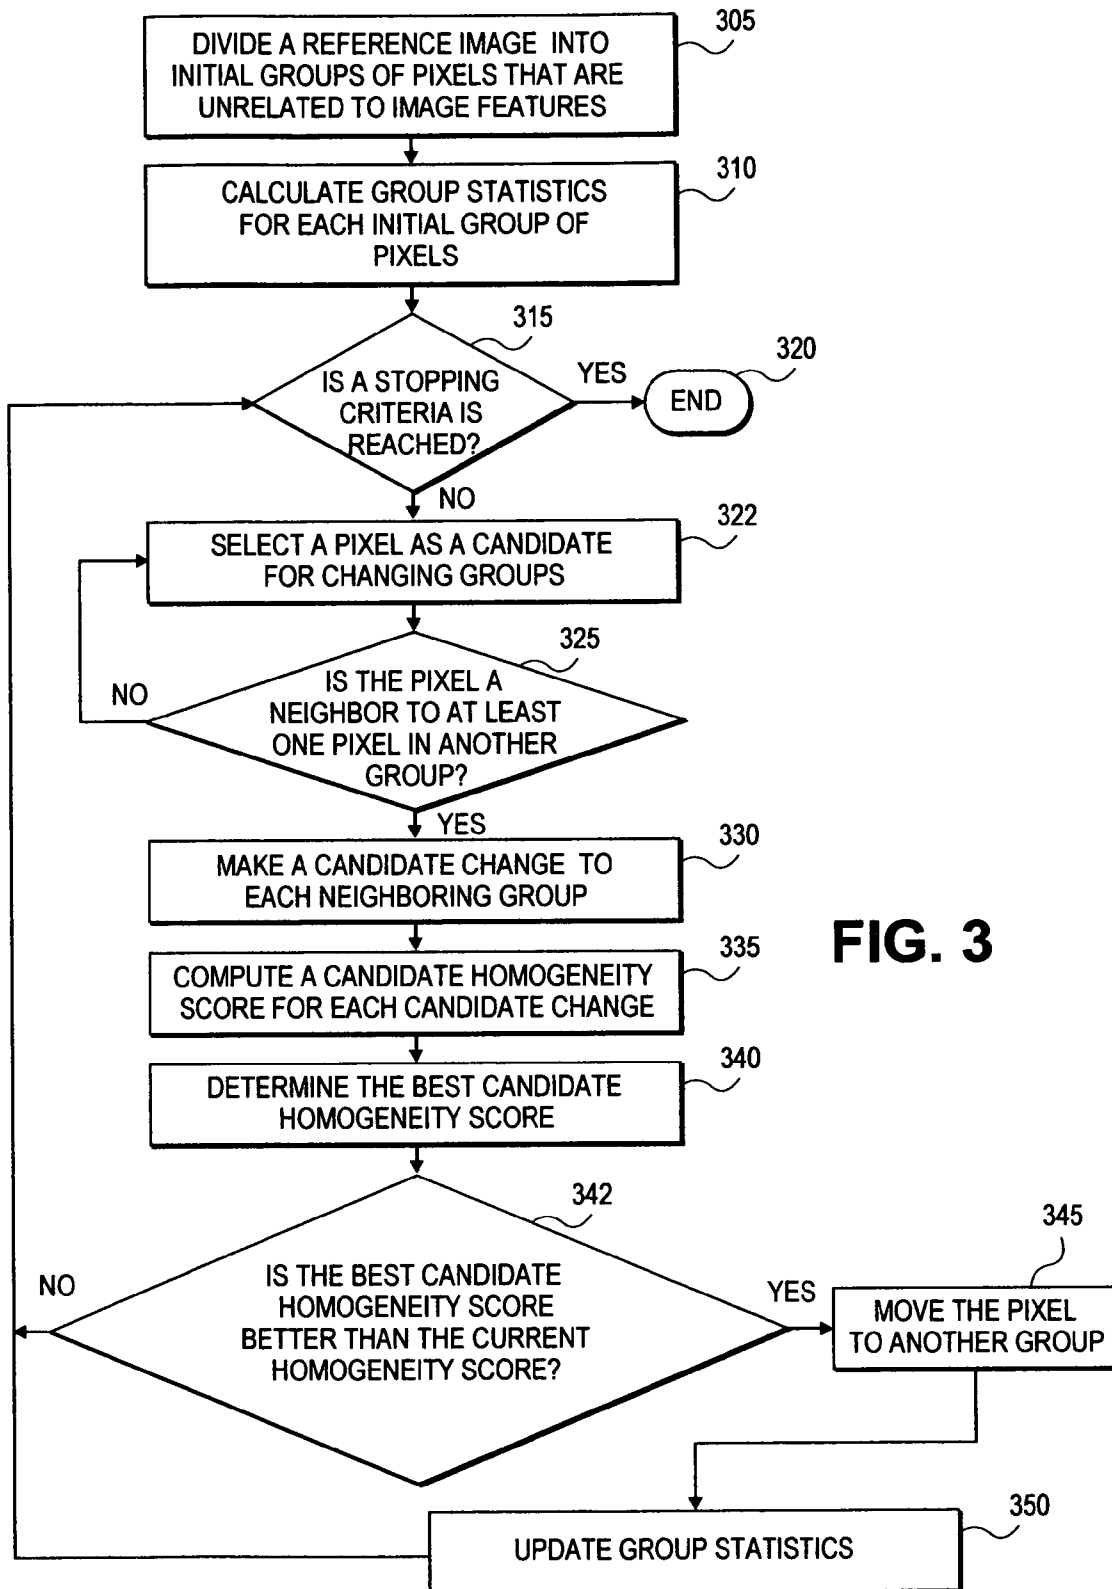 DIVIDE A REFERENCE IMAGE INTO
INITIAL GROUPS OF PIXELS THAT ARE
UNRELATED TO IMAGE FEATURES
305
CALCULATE GROUP STATISTICS
FOR EACH INITIAL GROUP OF
PIXELS
310
315
IS A STOPPING
CRITERIA IS
REACHED?
YES
320
END
NO
322
SELECT A PIXEL AS A CANDIDATE
FOR CHANGING GROUPS
325
NO
IS THE PIXEL A
NEIGHBOR TO AT LEAST
ONE PIXEL IN ANOTHER
GROUP?
YES
330
MAKE A CANDIDATE CHANGE TO
EACH NEIGHBORING GROUP
FIG. 3
335
COMPUTE A CANDIDATE HOMOGENEITY
SCORE FOR EACH CANDIDATE CHANGE
340
DETERMINE THE BEST CANDIDATE
HOMOGENEITY SCORE
342
NO
IS THE BEST CANDIDATE
HOMOGENEITY SCORE
BETTER THAN THE CURRENT
HOMOGENEITY SCORE?
YES
345
MOVE THE PIXEL
TO ANOTHER GROUP
350
UPDATE GROUP STATISTICS